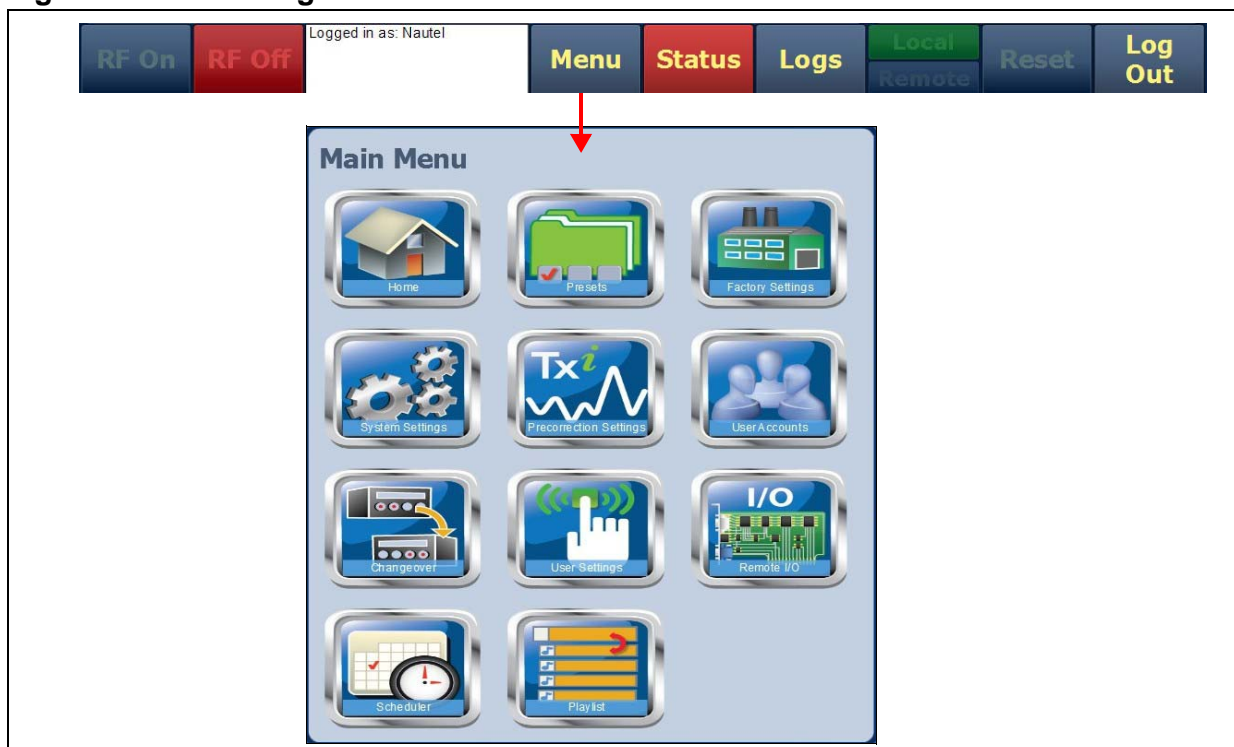 RF On
RF Off
Logged in as: Nautel
Menu
Status
Logs
Local
Remote
Reset
Log
Out
Main Menu
Home
Presets
Factory Settings
System Settings
Txi
Precorrection Settings
User Accounts
Changeover
User Settings
I/O
Remote I/O
Scheduler
Playlist